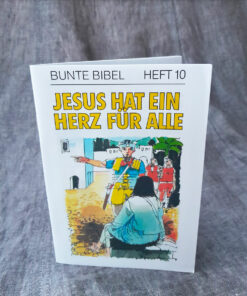 BUNTE BIBEL HEFT 10
JESUS HAT EIN
HERZ FÜR ALLE